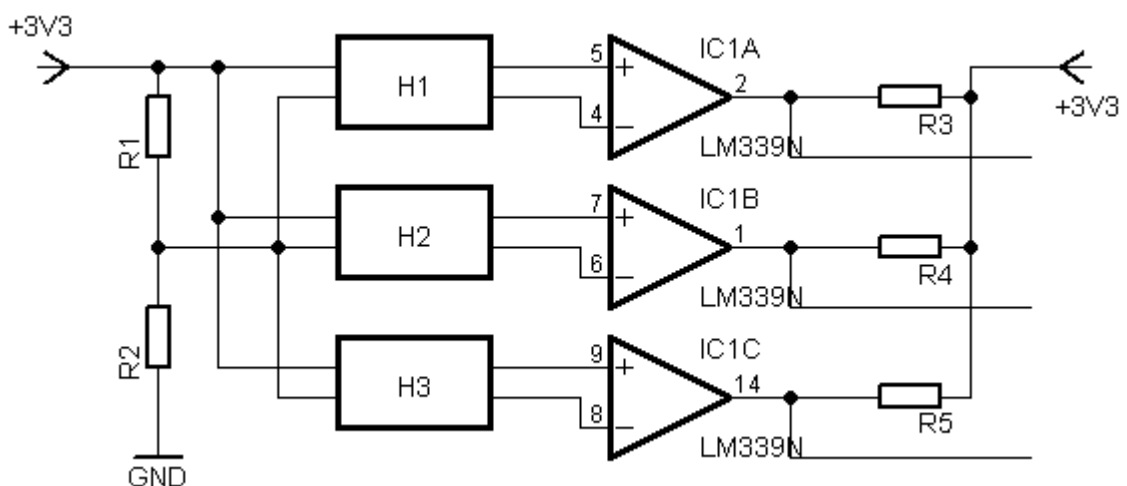 +3V3
R1
R2
GND
H1
5
4
IC1A
2
LM339N
R3
+3V3
H2
7
6
IC1B
1
LM339N
R4
H3
9
8
IC1C
14
LM339N
R5